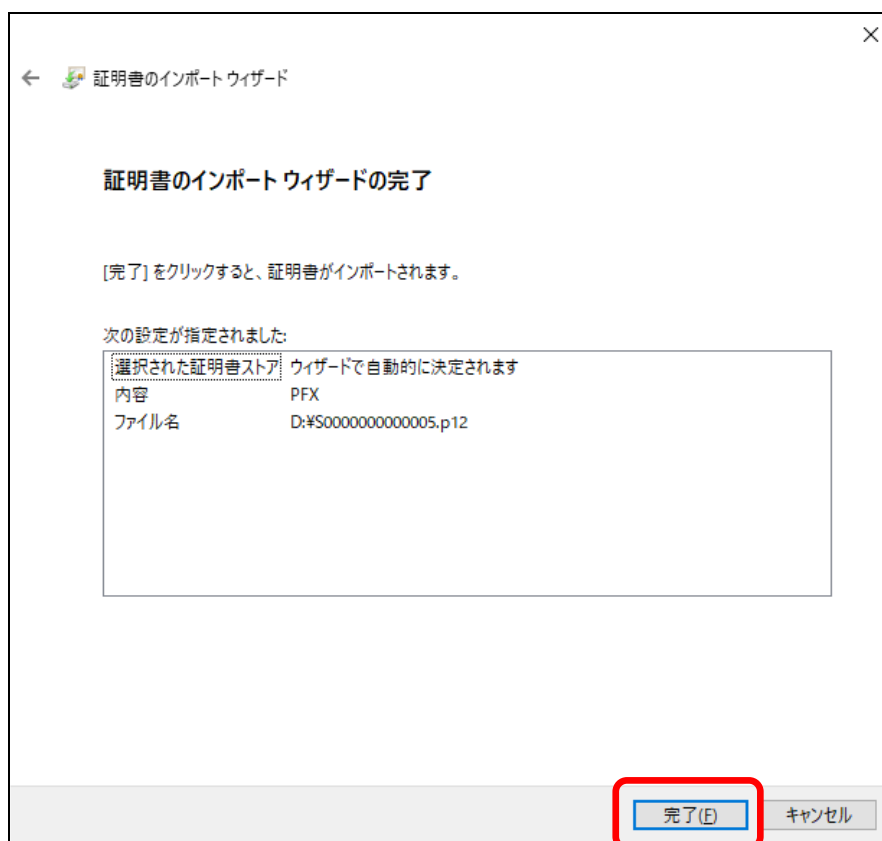 証明書のインポート ウィザード
証明書のインポート ウィザードの完了
[完了] をクリックすると、証明書がインポートされます。
次の設定が指定されました:
選択された証明書ストア ウィザードで自動的に決定されます
内容 PFX
ファイル名 D:¥S0000000000005.p12
完了(F) キャンセル